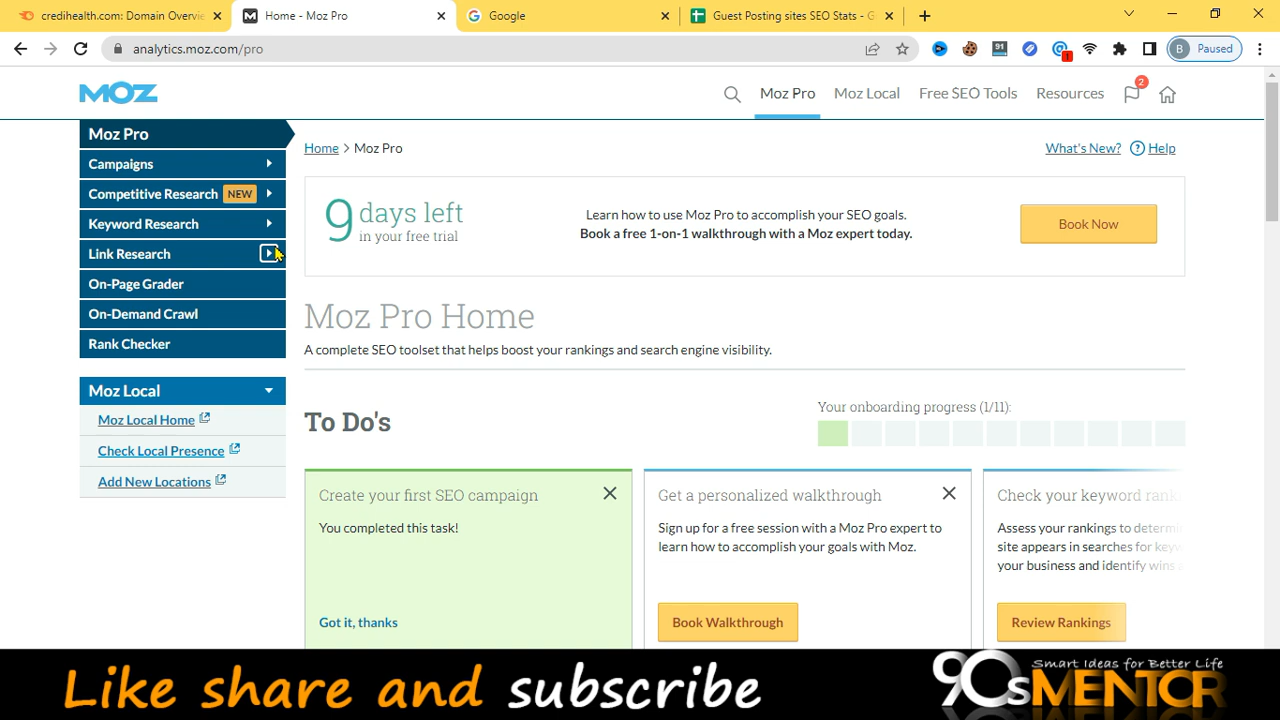 credihealth.com: Domain Overvi
Home - Moz Pro
Google
Guest Posting sites SEO Stats - G
analytics.moz.com/pro
91
1
B
Paused
MOZ
Moz Pro
Moz Local
Free SEO Tools
Resources
2
Moz Pro
Campaigns
Competitive Research NEW
Keyword Research
Link Research
On-Page Grader
On-Demand Crawl
Rank Checker
Moz Local
Moz Local Home
Check Local Presence
Add New Locations
Home > Moz Pro
What's New?
? Help
9 days left
in your free trial
Learn how to use Moz Pro to accomplish your SEO goals.
Book a free 1-on-1 walkthrough with a Moz expert today.
Book Now
Moz Pro Home
A complete SEO toolset that helps boost your rankings and search engine visibility.
To Do's
Your onboarding progress (1/11):
Create your first SEO campaign
You completed this task!
Got it, thanks
Get a personalized walkthrough
Sign up for a free session with a Moz Pro expert to
learn how to accomplish your goals with Moz.
Book Walkthrough
Check your keyword rank
Assess your rankings to determi
site appears in searches for key
your business and identify wins
Review Rankings
Like share and subscribe
Smart Ideas for Better Life
90sMENTOR